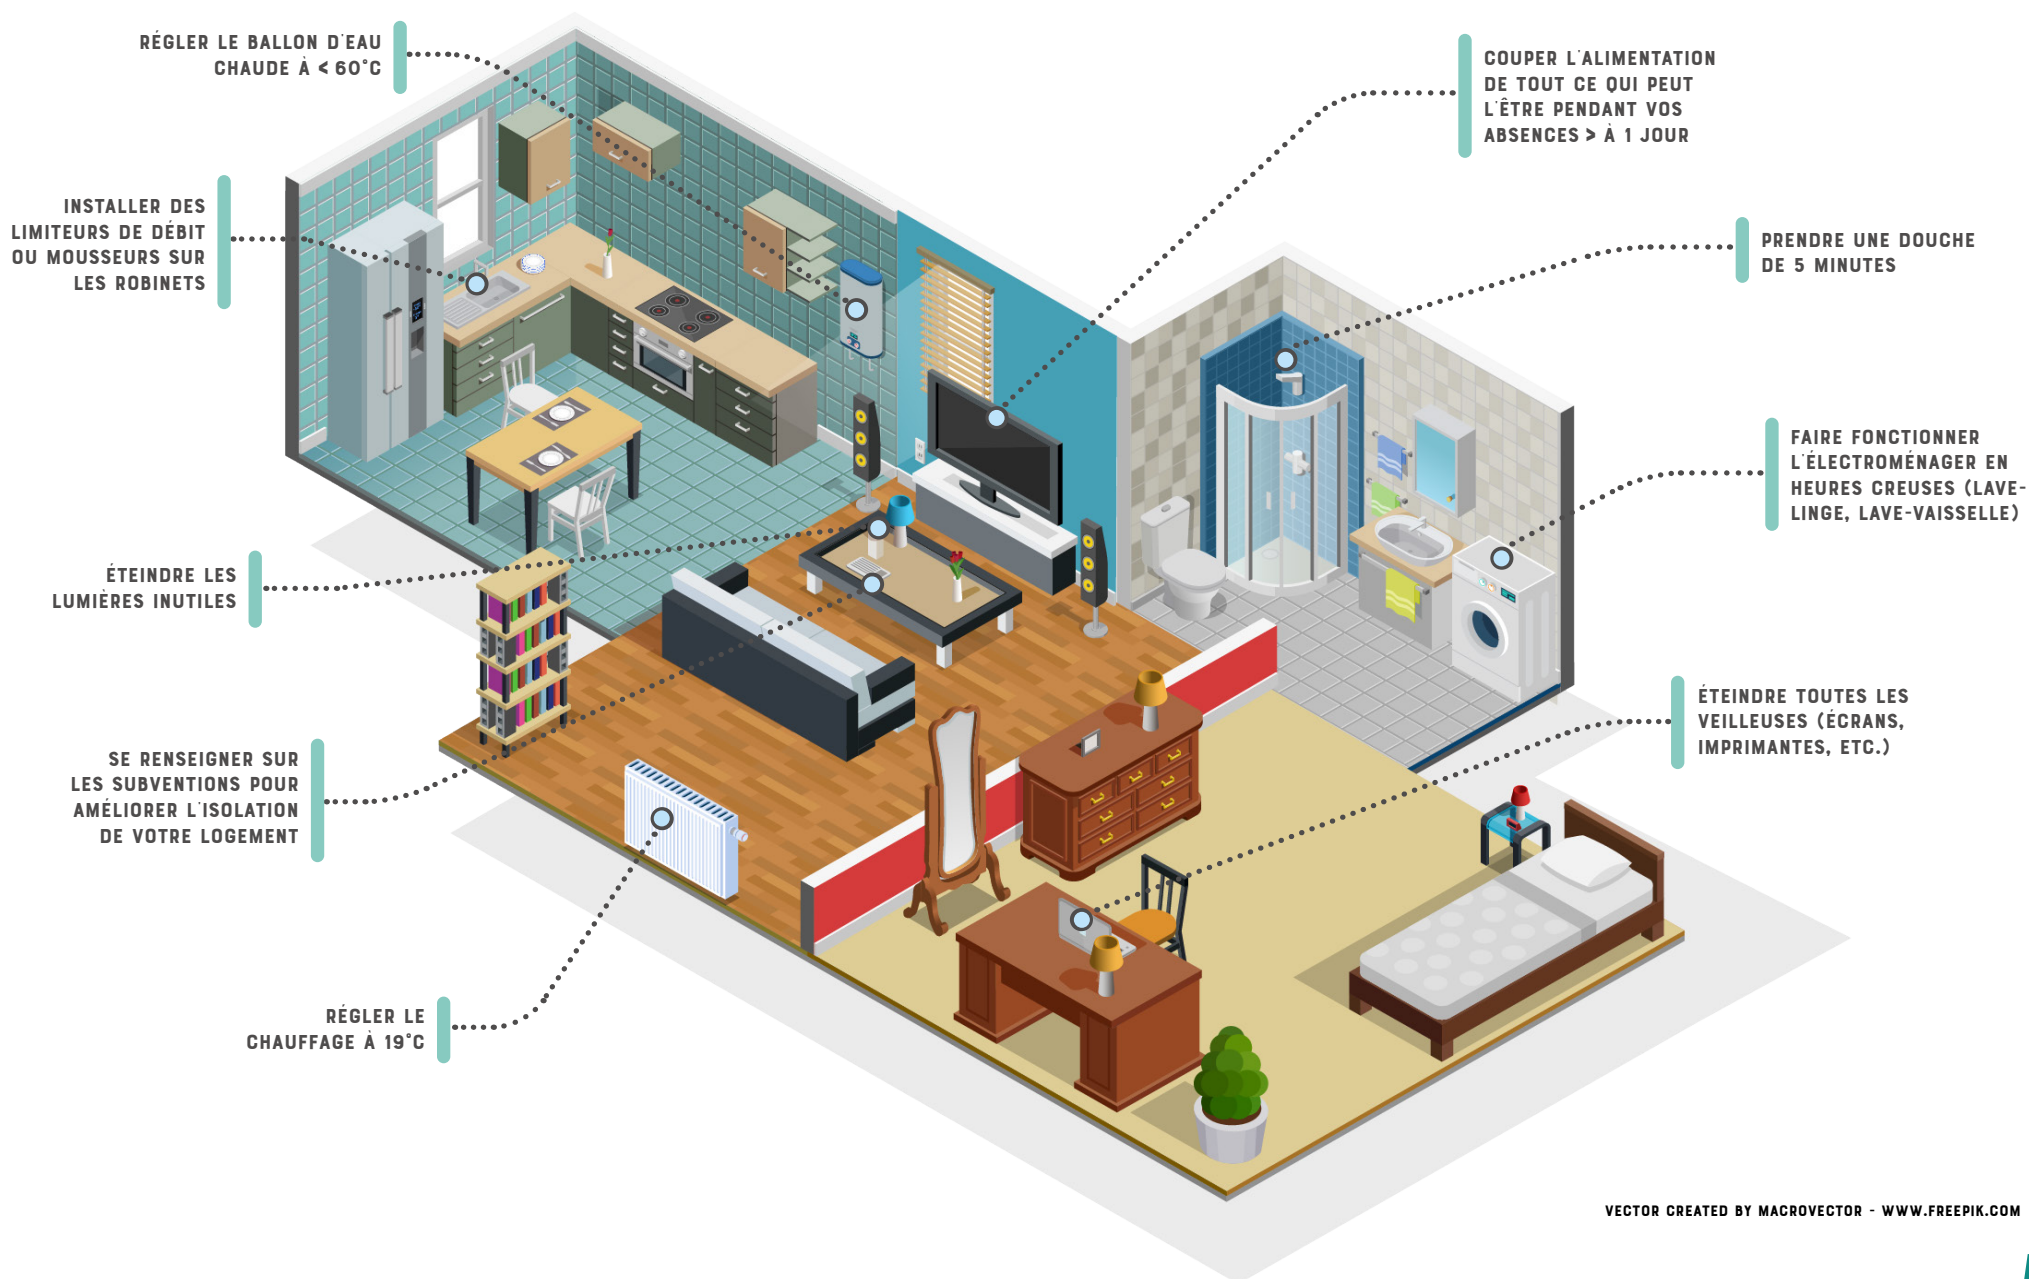 RÉGLER LE BALLON D'EAU
CHAUDE À < 60°C
COUPER L'ALIMENTATION
DE TOUT CE QUI PEUT
L'ÊTRE PENDANT VOS
ABSENCES > À 1 JOUR
INSTALLER DES
LIMITEURS DE DÉBIT
OU MOUSSEURS SUR
LES ROBINETS
PRENDRE UNE DOUCHE
DE 5 MINUTES
FAIRE FONCTIONNER
L'ÉLECTROMÉNAGER EN
HEURES CREUSES (LAVE-
LINGE, LAVE-VAISSELLE)
ÉTEINDRE LES
LUMIÈRES INUTILES
ÉTEINDRE TOUTES LES
VEILLEUSES (ÉCRANS,
IMPRIMANTES, ETC.)
SE RENSEIGNER SUR
LES SUBVENTIONS POUR
AMÉLIORER L'ISOLATION
DE VOTRE LOGEMENT
RÉGLER LE
CHAUFFAGE À 19°C
VECTOR CREATED BY MACROVECTOR - WWW.FREEPIK.COM